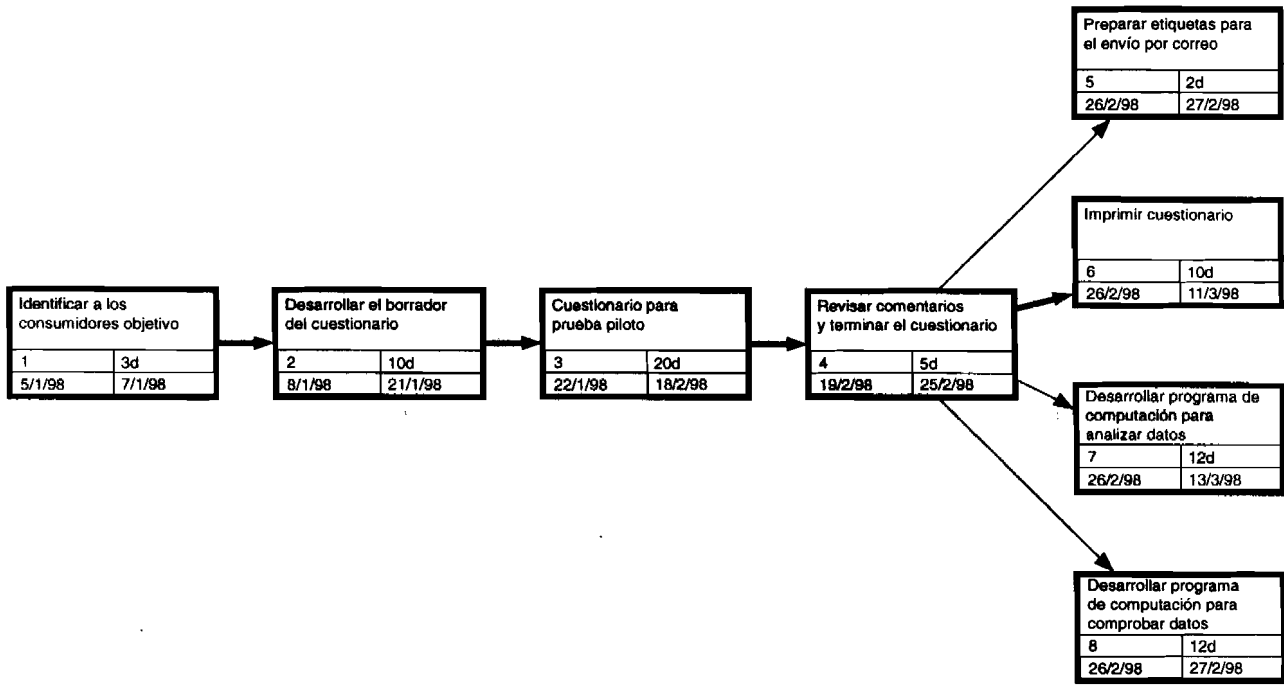 Preparar etiquetas para
el envío por correo
5 2d
26/2/98 27/2/98
Imprimir cuestionario
6 10d
26/2/98 11/3/98
Identificar a los
consumidores objetivo
1 3d
5/1/98 7/1/98
Desarrollar el borrador
del cuestionario
2 10d
8/1/98 21/1/98
Cuestionario para
prueba piloto
3 20d
22/1/98 18/2/98
Revisar comentarios
y terminar el cuestionario
4 5d
19/2/98 25/2/98
Desarrollar programa de
computación para
analizar datos
7 12d
26/2/98 13/3/98
Desarrollar programa
de computación para
comprobar datos
8 12d
26/2/98 27/2/98